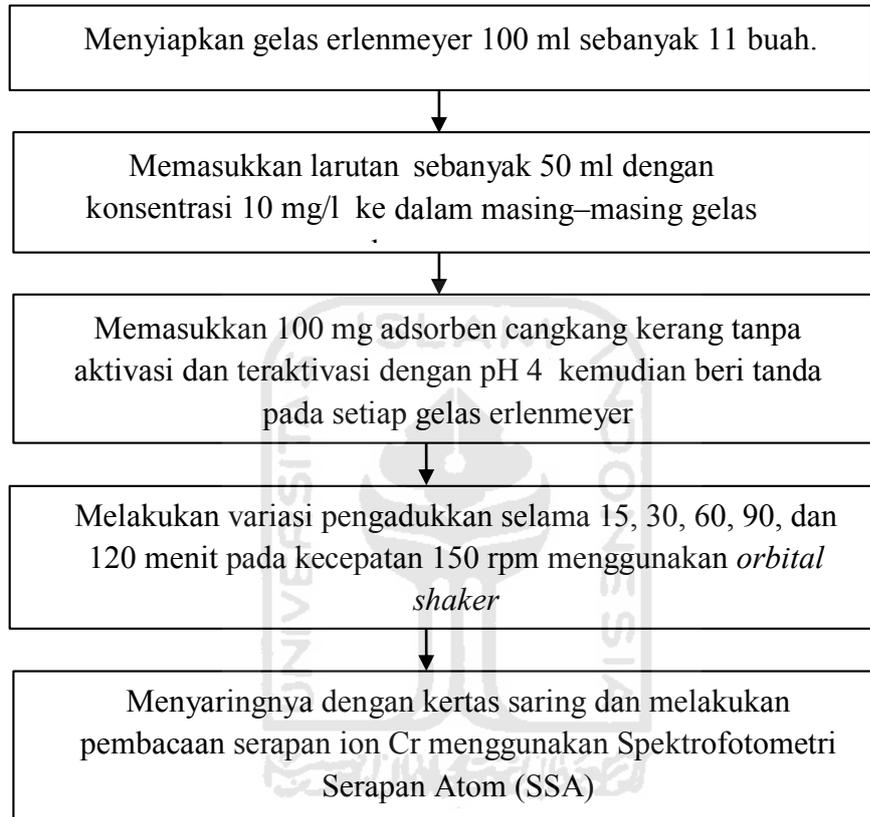 Menyiapkan gelas erlenmeyer 100 ml sebanyak 11 buah.
Memasukkan larutan sebanyak 50 ml dengan
konsentrasi 10 mg/l ke dalam masing–masing gelas
Memasukkan 100 mg adsorben cangkang kerang tanpa
aktivasi dan teraktivasi dengan pH 4 kemudian beri tanda
pada setiap gelas erlenmeyer
Melakukan variasi pengadukkan selama 15, 30, 60, 90, dan
120 menit pada kecepatan 150 rpm menggunakan orbital
shaker
Menyaringnya dengan kertas saring dan melakukan
pembacaan serapan ion Cr menggunakan Spektrofotometri
Serapan Atom (SSA)
ISLAM
UNIVERSITAS
INDONESIA